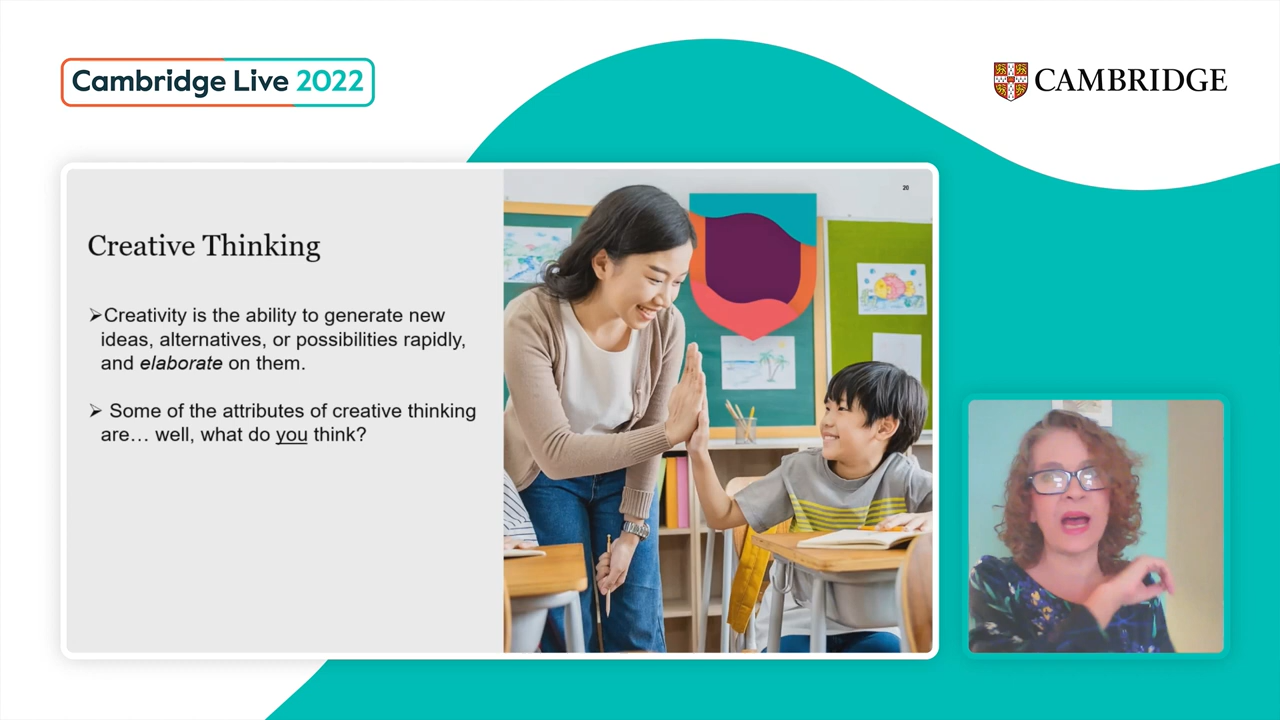 Cambridge Live 2022
CAMBRIDGE
20
Creative Thinking
➢Creativity is the ability to generate new
ideas, alternatives, or possibilities rapidly,
and elaborate on them.
➢ Some of the attributes of creative thinking
are… well, what do you think?